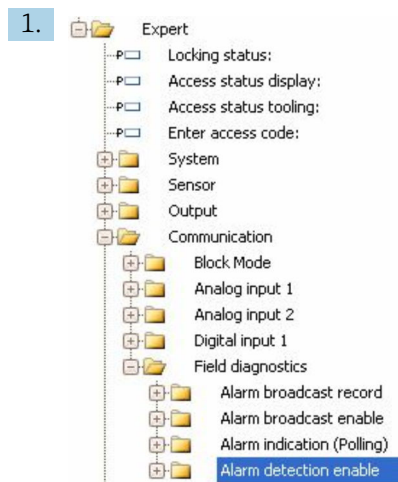 1.
Expert
Locking status:
Access status display:
Access status tooling:
Enter access code:
System
Sensor
Output
Communication
Block Mode
Analog input 1
Analog input 2
Digital input 1
Field diagnostics
Alarm broadcast record
Alarm broadcast enable
Alarm indication (Polling)
Alarm detection enable